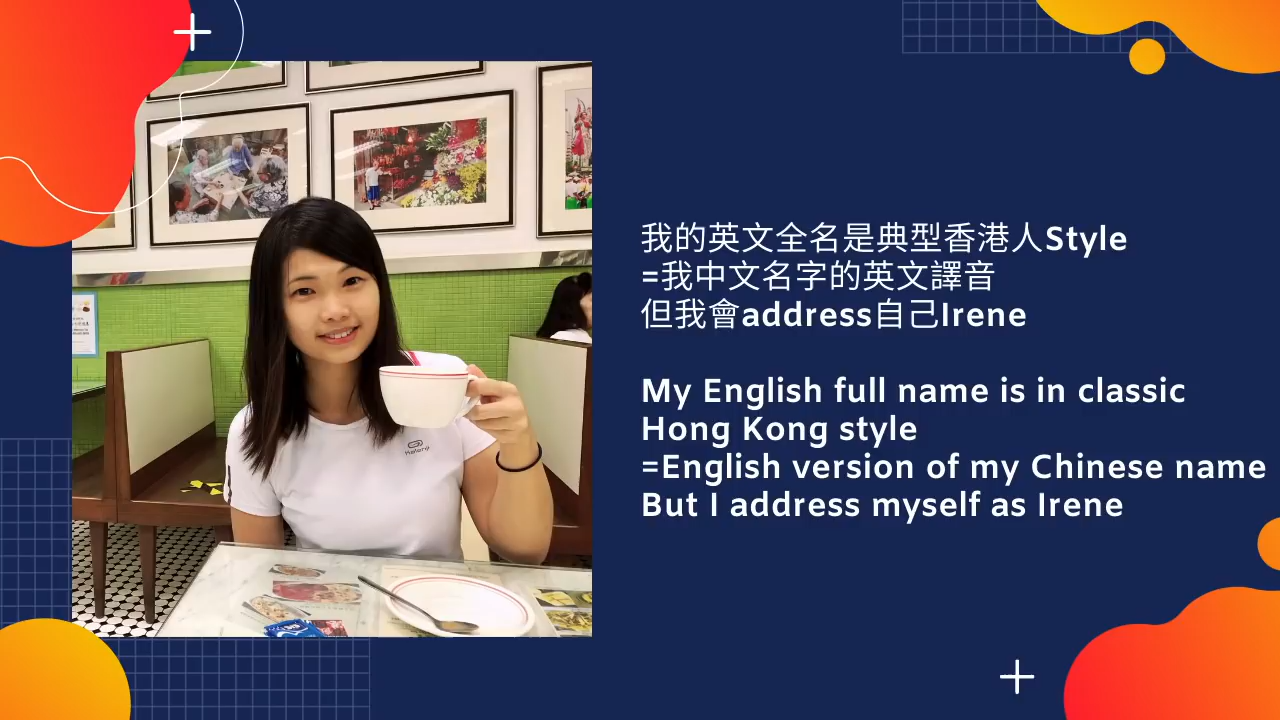 我的英文全名是典型香港人Style
=我中文名字的英文譯音
但我會address自己Irene
My English full name is in classic
Hong Kong style
=English version of my Chinese name
But I address myself as Irene